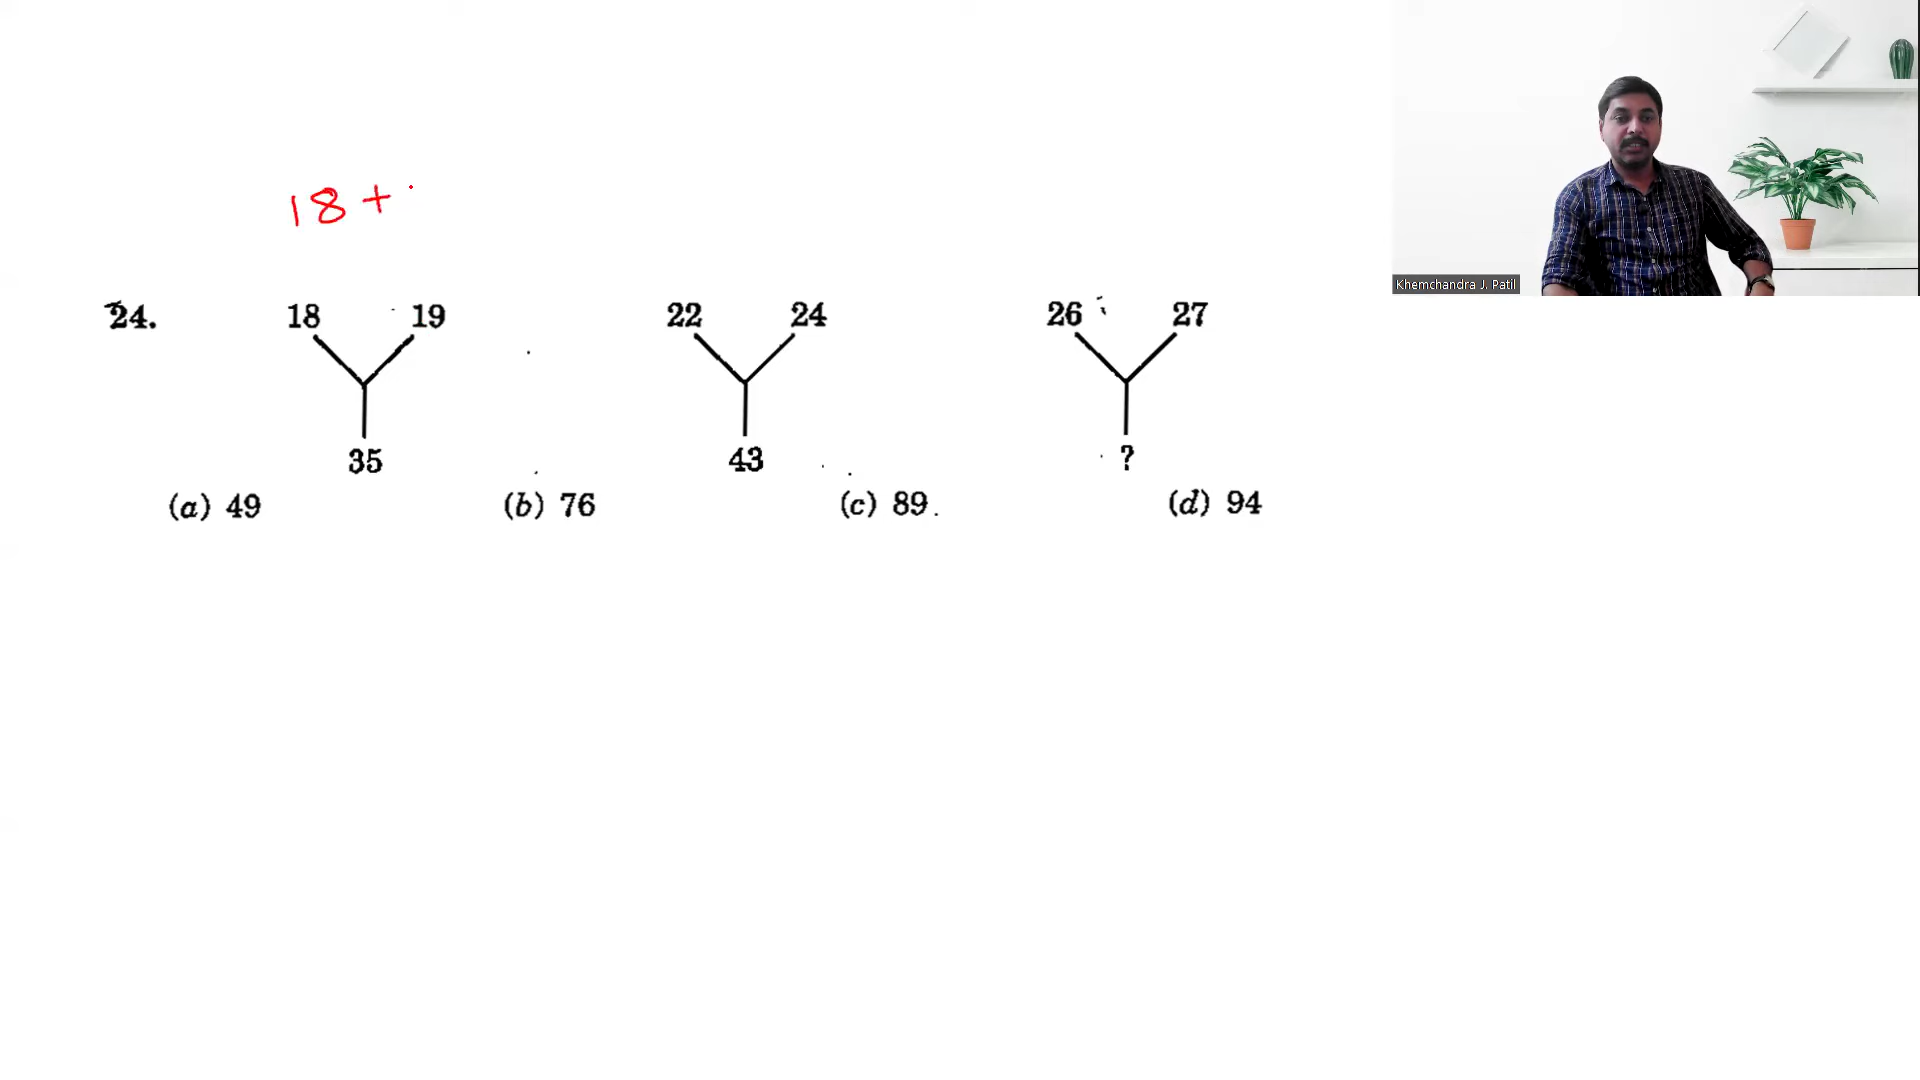 Khemchandra J. Patil
18 +
24. 18 19 22 24 26 27
35 43 ?
(a) 49 (b) 76 (c) 89. (d) 94